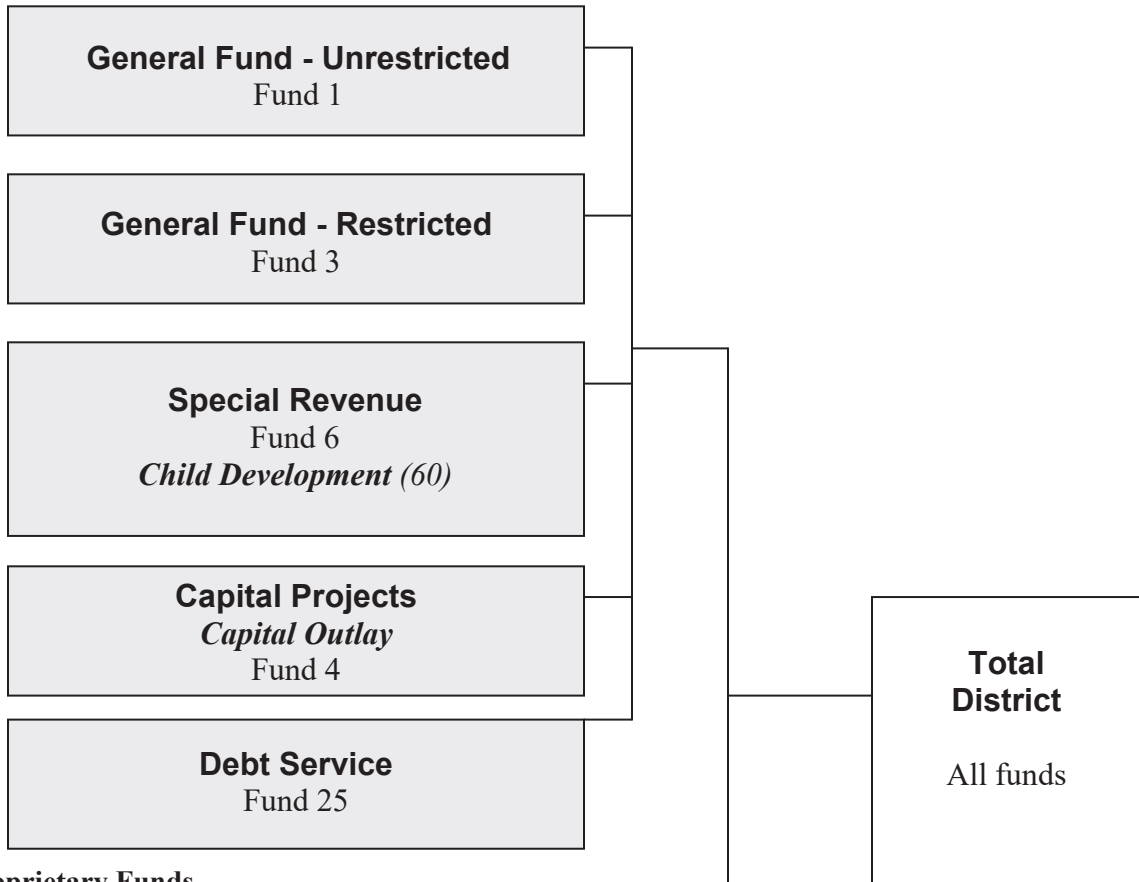 General Fund - Unrestricted
Fund 1
General Fund - Restricted
Fund 3
Special Revenue
Fund 6
Child Development (60)
Capital Projects
Capital Outlay
Fund 4
Debt Service
Fund 25
Total
District
All funds
Funds